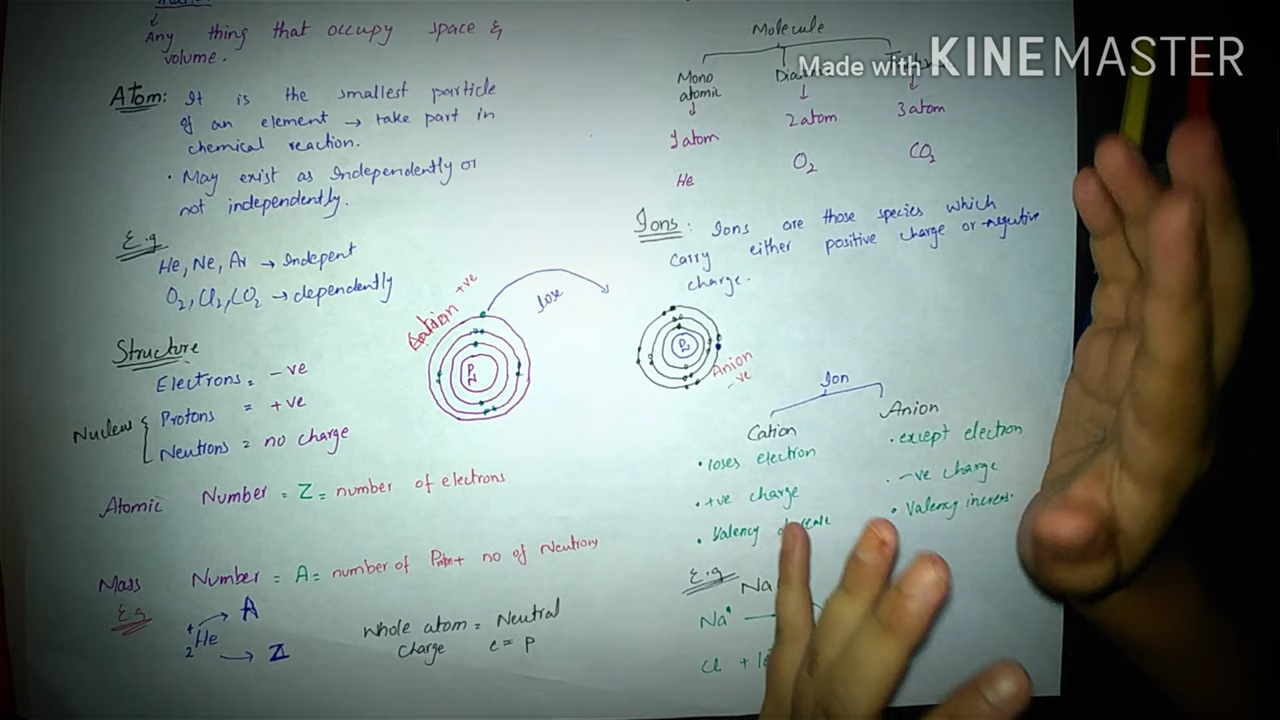 Any thing that occupy space &
volume.
Atom: It is the smallest particle
of an element → take part in
chemical reaction.
• May exist as Independently or
not independently.
E.g
He, Ne, Ar → Indepent
O2, Cl2, CO2 → dependently
Structure
Electrons = -ve
Nucleus { Protons = +ve
Neutrons = no charge
Atomic Number = Z = number of electrons
Mass Number = A = number of Proton + no of Neutrons
E.g
4 2 He → A
→ Z
Whole atom = Neutral
charge e = p
Cation +ve
lose
P
N
Molecule
Mono
atomic
↓
1 atom
He
↓
2 atom
O2
↓
3 atom
CO2
Made with KINEMASTER
Ions: Ions are those species which
carry either positive charge or negative
charge.
Anion
-ve
Ion
Cation
• loses electron
• +ve charge
• Valency
Anion
• except electron
• -ve charge
• Valency increas.
E.g
Na
Na →
Cl +